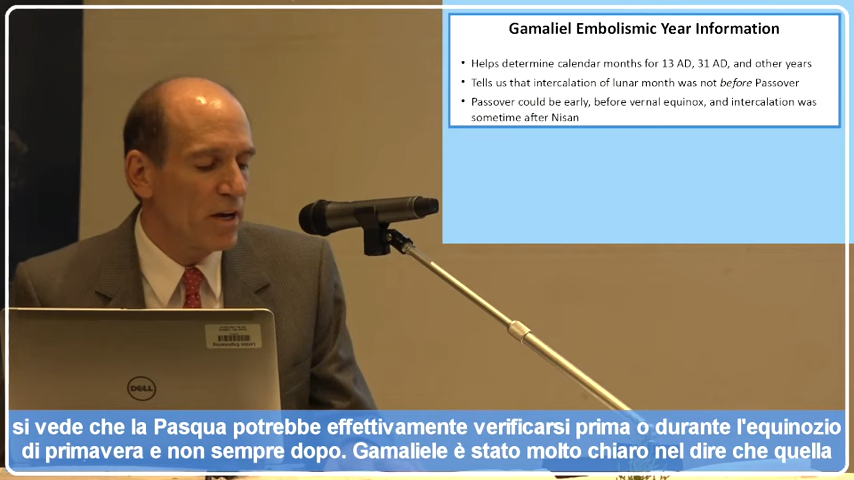 Gamaliel Embolismic Year Information
• Helps determine calendar months for 13 AD, 31 AD, and other years
• Tells us that intercalation of lunar month was not before Passover
• Passover could be early, before vernal equinox, and intercalation was
sometime after Nisan
DELL
si vede che la Pasqua potrebbe effettivamente verificarsi prima o durante l'equinozio
di primavera e non sempre dopo. Gamaliele è stato molto chiaro nel dire che quella